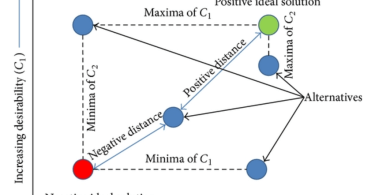 Positive ideal solution
Maxima of C1
Maxima of C2
Increasing desirability (C1)
Minima of C2
Positive distance
Alternatives
Negative distance
Minima of C1